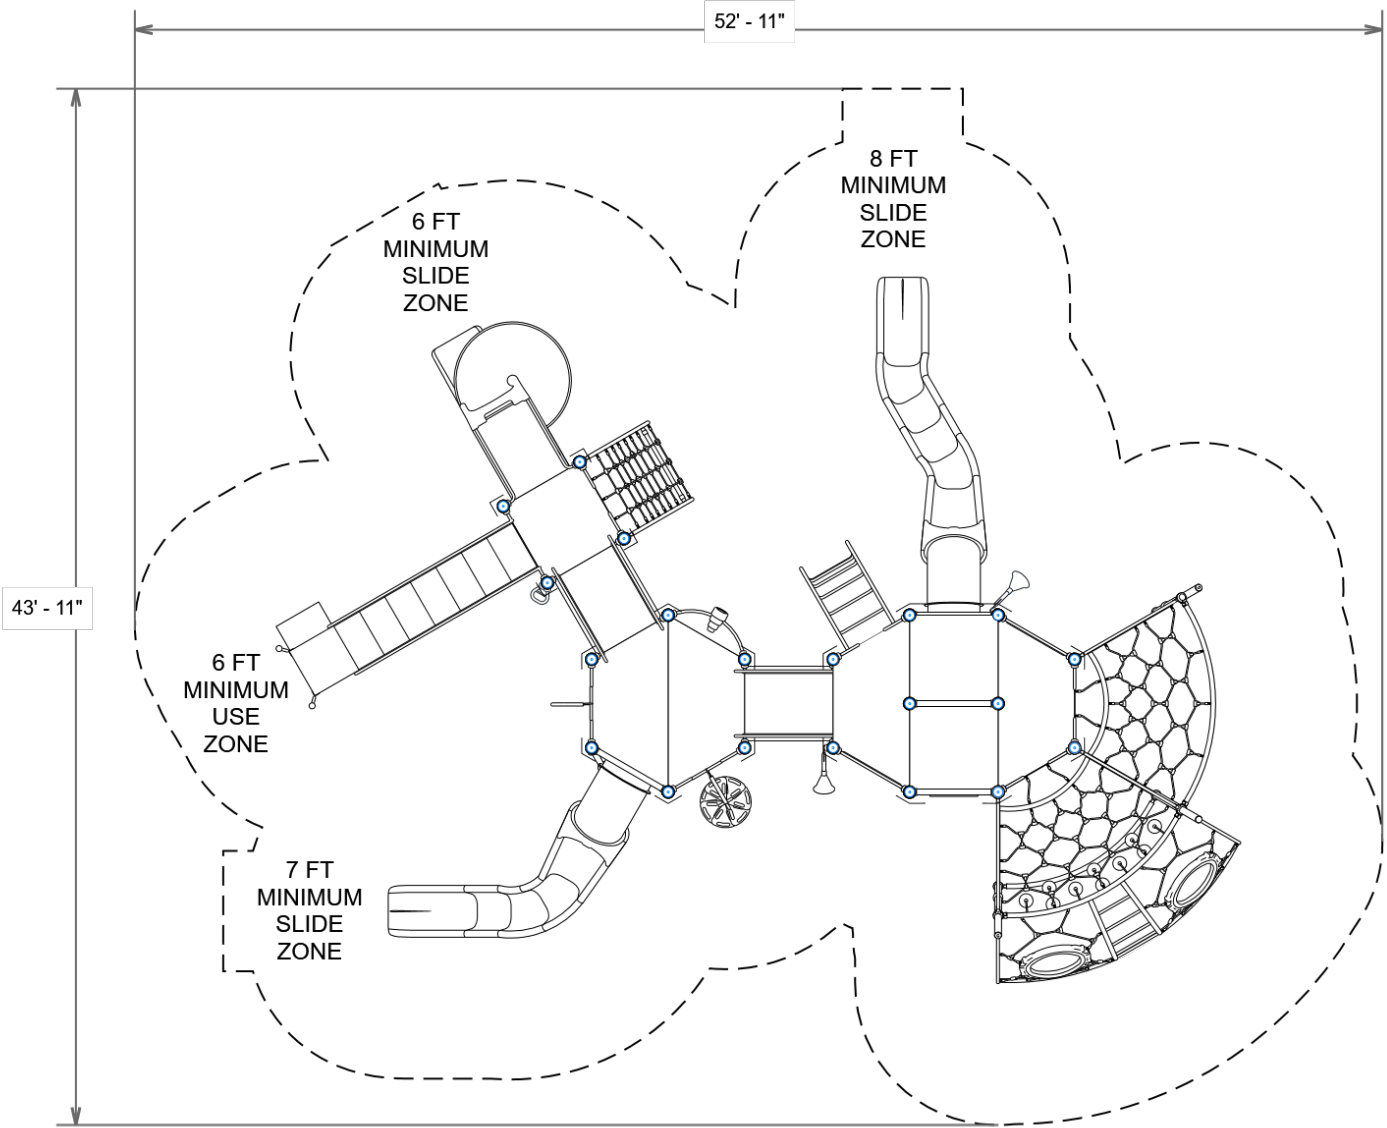 52' - 11"
8 FT
MINIMUM
SLIDE
ZONE
6 FT
MINIMUM
SLIDE
ZONE
43' - 11"
6 FT
MINIMUM
USE
ZONE
7 FT
MINIMUM
SLIDE
ZONE